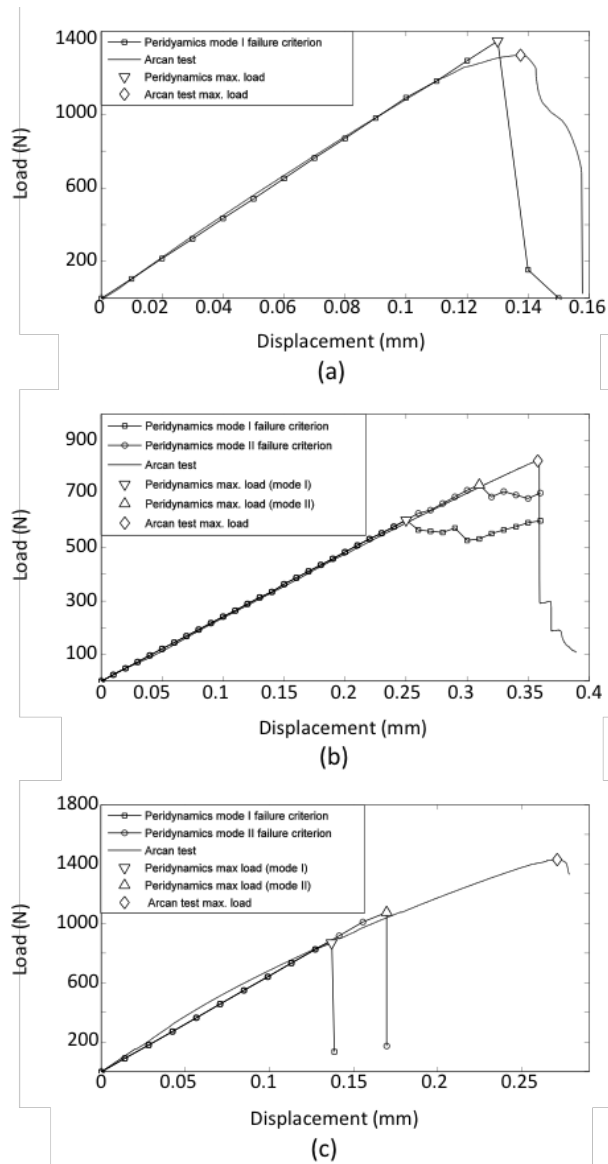 1400
1000
600
200
Load (N)
Peridyamics mode I failure criterion
Arcan test
Peridynamics max. load
Arcan test max. load
0 0.02 0.04 0.06 0.08 0.1 0.12 0.14 0.16
Displacement (mm)
(a)
900
700
500
300
100
Load (N)
Peridynamics mode I failure criterion
Peridynamics mode II failure criterion
Arcan test
Peridynamics max. load (mode I)
Peridynamics max. load (mode II)
Arcan test max. load
0 0.05 0.1 0.15 0.2 0.25 0.3 0.35 0.4
Displacement (mm)
(b)
1800
1400
1000
600
200
Load (N)
Peridynamics mode I failure criterion
Peridynamics mode II failure criterion
Arcan test
Peridynamics max load (mode I)
Peridynamics max load (mode II)
Arcan test max. load
0 0.05 0.1 0.15 0.2 0.25
Displacement (mm)
(c)